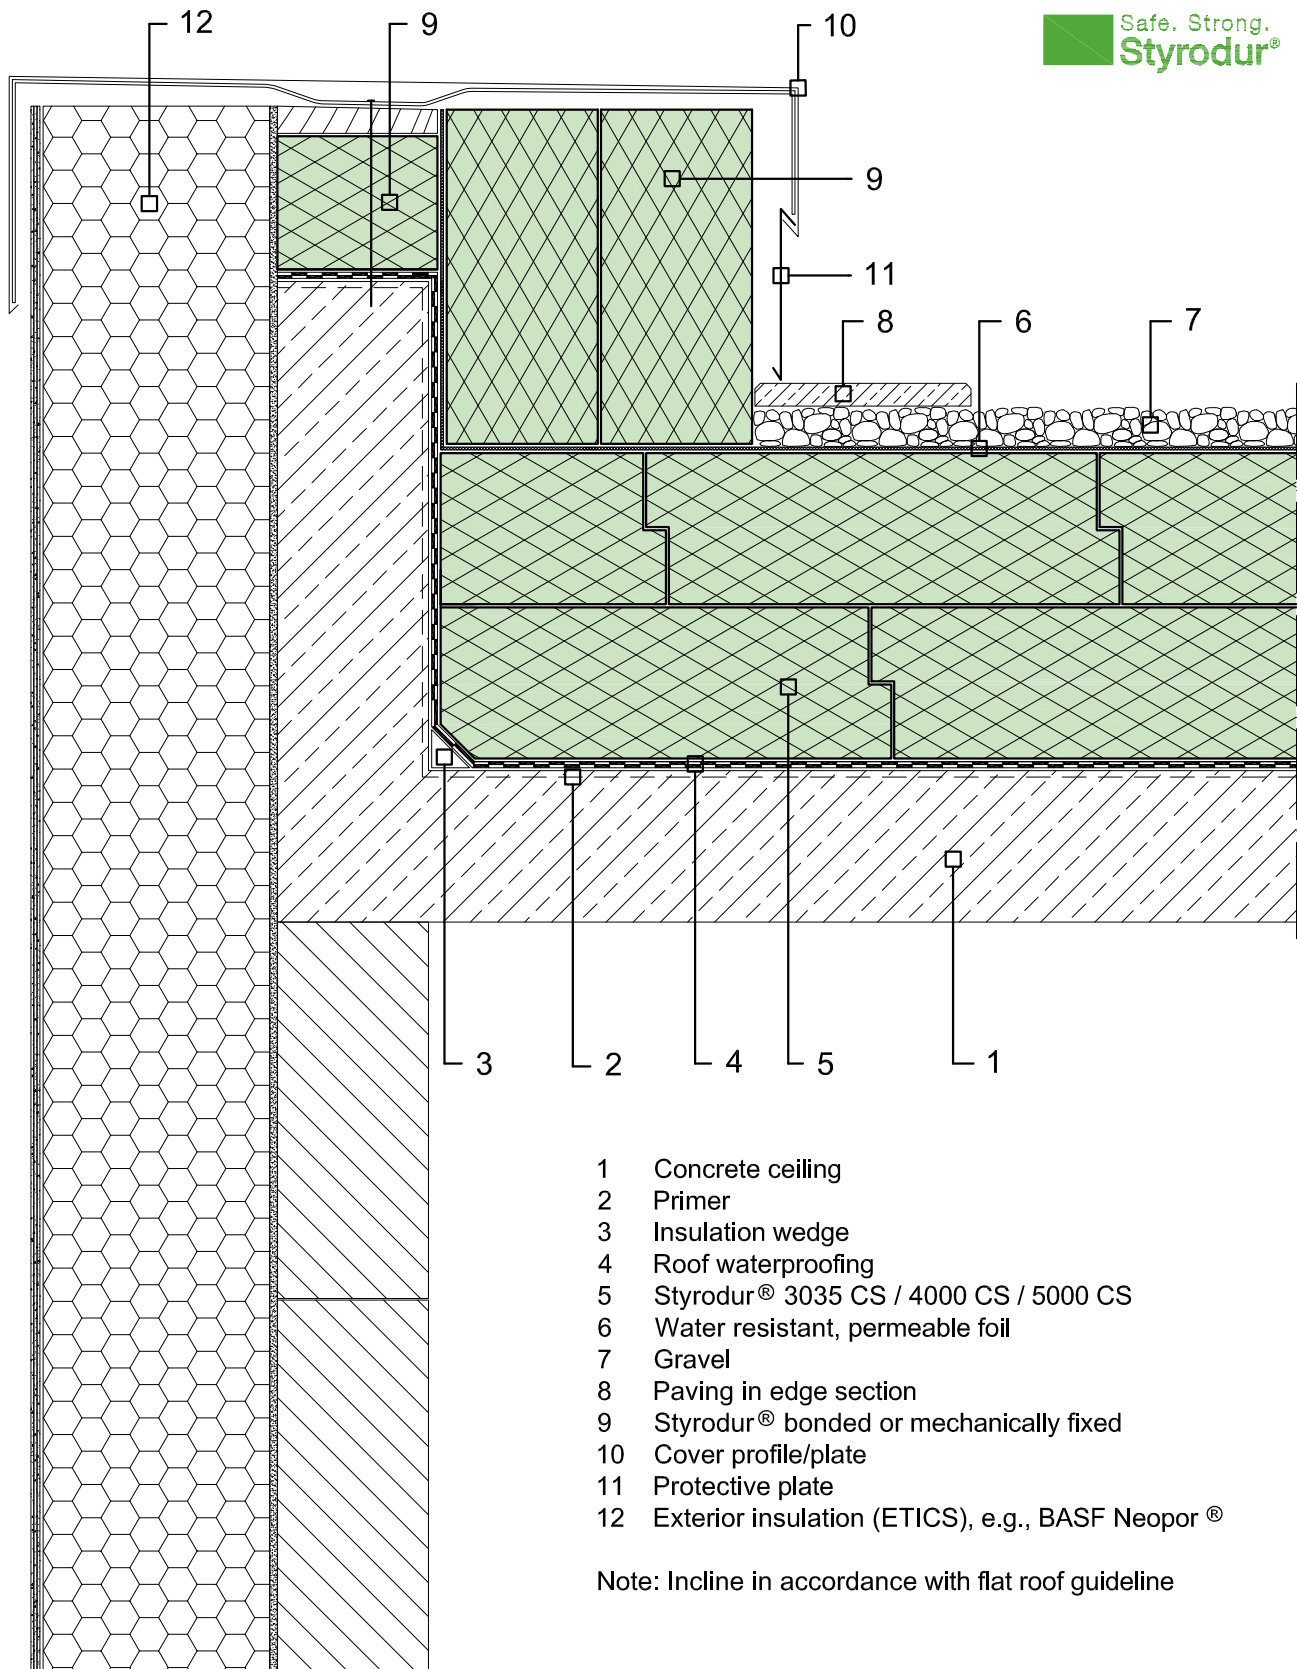 12
9
10
Safe. Strong.
Styrodur®
9
11
8
6
7
3
2
4
5
1
1 Concrete ceiling
2 Primer
3 Insulation wedge
4 Roof waterproofing
5 Styrodur® 3035 CS / 4000 CS / 5000 CS
6 Water resistant, permeable foil
7 Gravel
8 Paving in edge section
9 Styrodur® bonded or mechanically fixed
10 Cover profile/plate
11 Protective plate
12 Exterior insulation (ETICS), e.g., BASF Neopor ®
Note: Incline in accordance with flat roof guideline